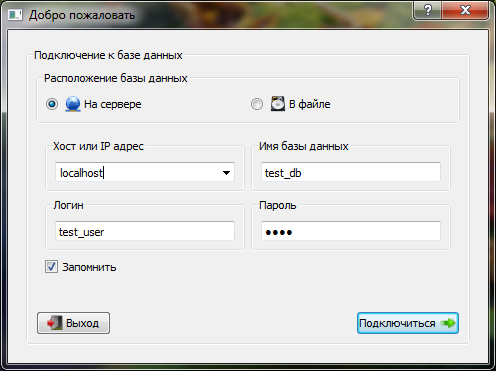 Добро пожаловать
Подключение к базе данных
Расположение базы данных
На сервере
В файле
Хост или IP адрес
Имя базы данных
localhost
test_db
Логин
Пароль
test_user
••••
Запомнить
Выход
Подключиться